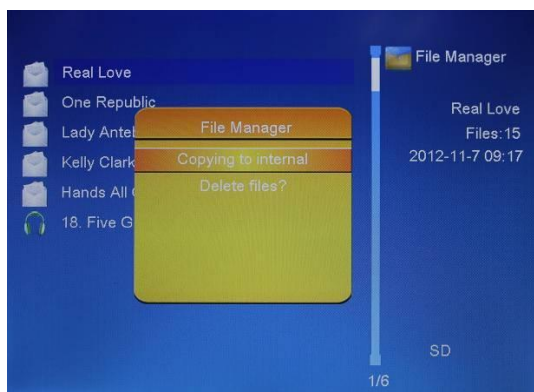 File Manager
Real Love
One Republic
Lady Ante
Kelly Clark
Hands All
18. Five G
File Manager
Copying to internal
Delete files?
Real Love
Files:15
2012-11-7 09:17
SD
1/6